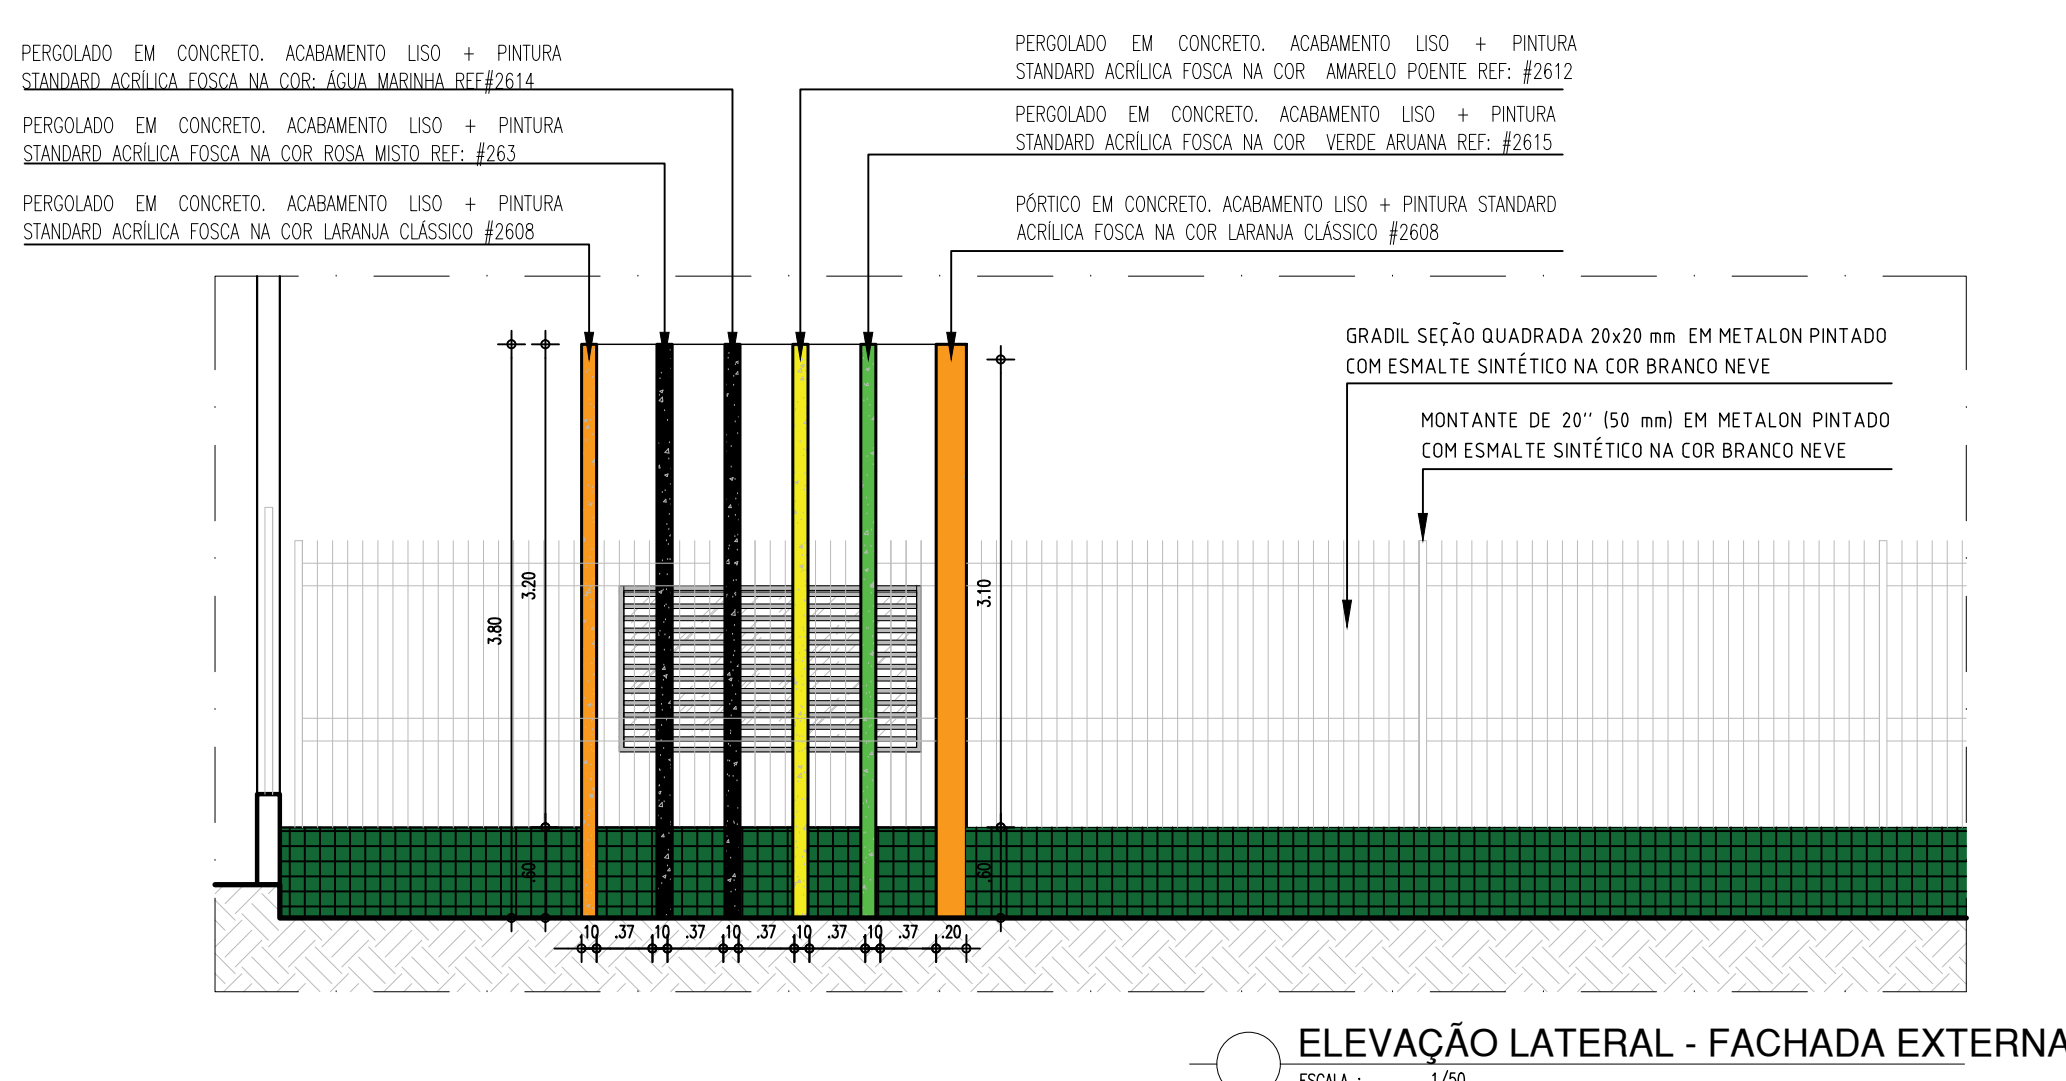 PERGOLADO EM CONCRETO. ACABAMENTO LISO + PINTURA
STANDARD ACRÍLICA FOSCA NA COR: ÁGUA MARINHA REF#2614
PERGOLADO EM CONCRETO. ACABAMENTO LISO + PINTURA
STANDARD ACRÍLICA FOSCA NA COR ROSA MISTO REF: #263
PERGOLADO EM CONCRETO. ACABAMENTO LISO + PINTURA
STANDARD ACRÍLICA FOSCA NA COR LARANJA CLÁSSICO #2608
PERGOLADO EM CONCRETO. ACABAMENTO LISO + PINTURA
STANDARD ACRÍLICA FOSCA NA COR AMARELO POENTE REF: #2612
PERGOLADO EM CONCRETO. ACABAMENTO LISO + PINTURA
STANDARD ACRÍLICA FOSCA NA COR VERDE ARUANA REF: #2615
PÓRTICO EM CONCRETO. ACABAMENTO LISO + PINTURA STANDARD
ACRÍLICA FOSCA NA COR LARANJA CLÁSSICO #2608
GRADIL SEÇÃO QUADRADA 20x20 mm EM METALON PINTADO
COM ESMALTE SINTÉTICO NA COR BRANCO NEVE
MONTANTE DE 20'' (50 mm) EM METALON PINTADO
COM ESMALTE SINTÉTICO NA COR BRANCO NEVE
3.80
3.20
3.10
.60
.60
.10 .37 .10 .37 .10 .37 .10 .37 .10 .37 .20
ELEVAÇÃO LATERAL - FACHADA EXTERNA
ESCALA : 1/50